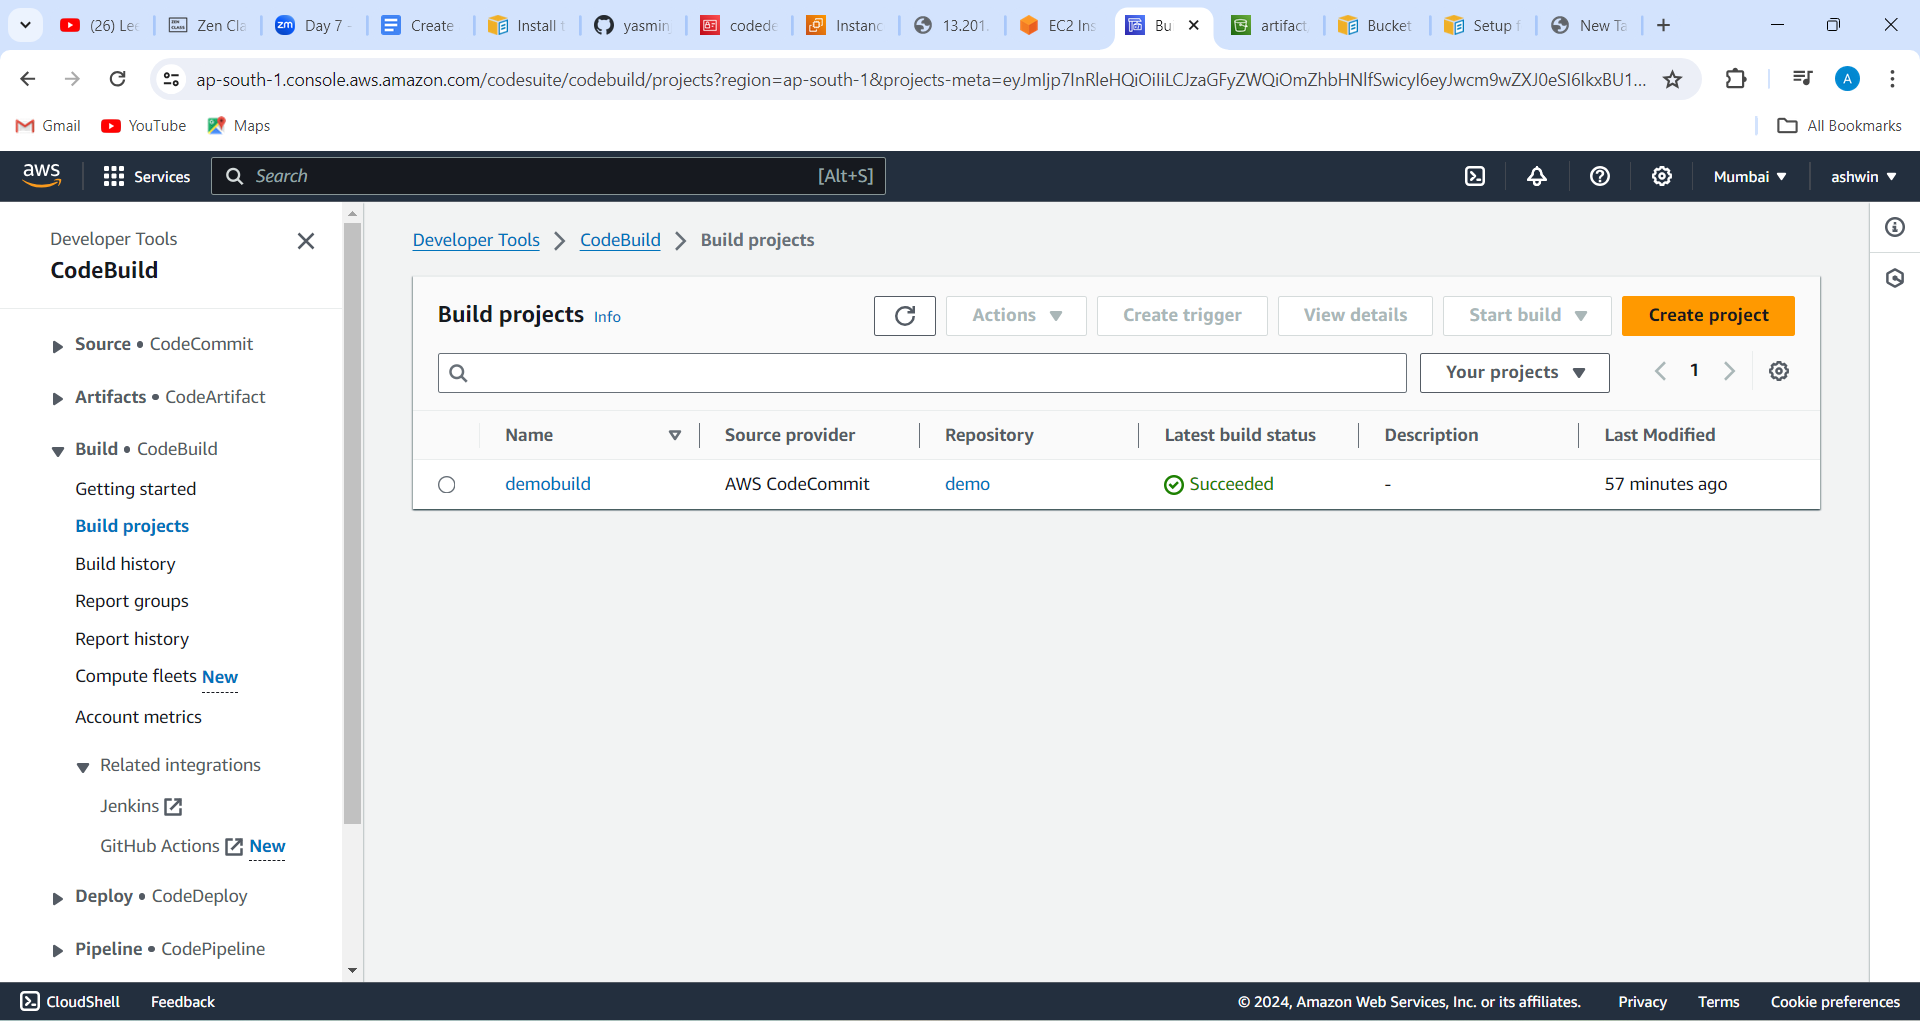 (26) Le
Zen Cla
Day 7 -
Create
Install t
yasmin
codede
Instanc
13.201.
EC2 Ins
Bu
artifact
Bucket
Setup f
New Ta
ap-south-1.console.aws.amazon.com/codesuite/codebuild/projects?region=ap-south-1&projects-meta=eyJmIjp7InRleHQiOiIiLCJzaGFyZWQiOmZhbHNlfSwicyI6eyJwcm9wZXJ0eSI6IkxBU1...
A
Gmail
YouTube
Maps
All Bookmarks
aws
Services
Search
[Alt+S]
Mumbai
ashwin
Developer Tools
CodeBuild
Source • CodeCommit
Artifacts • CodeArtifact
Build • CodeBuild
Getting started
Build projects
Build history
Report groups
Report history
Compute fleets New
Account metrics
Related integrations
Jenkins
GitHub Actions New
Deploy • CodeDeploy
Pipeline • CodePipeline
Developer Tools
CodeBuild
Build projects
Build projects Info
Actions
Create trigger
View details
Start build
Create project
Your projects
1
Name
Source provider
Repository
Latest build status
Description
Last Modified
demobuild
AWS CodeCommit
demo
Succeeded
-
57 minutes ago
CloudShell
Feedback
© 2024, Amazon Web Services, Inc. or its affiliates.
Privacy
Terms
Cookie preferences